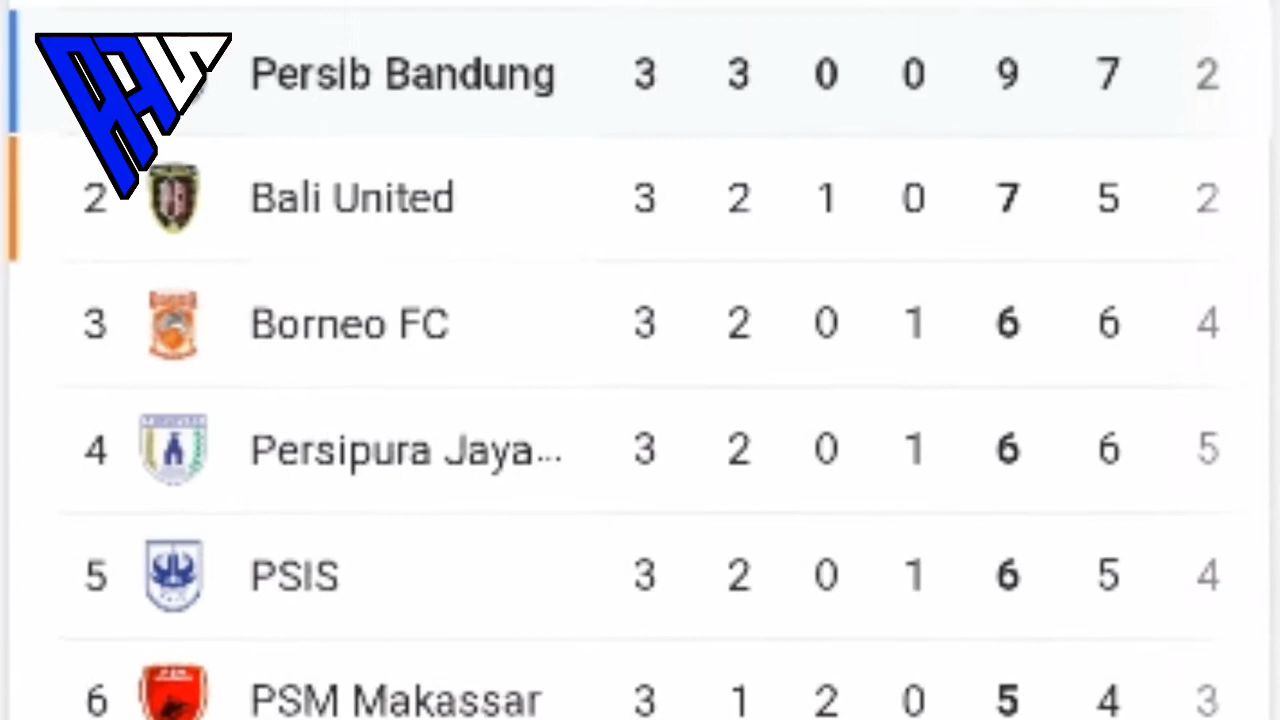 AAS
Persib Bandung 3 3 0 0 9 7 2
2 Bali United 3 2 1 0 7 5 2
3 Borneo FC 3 2 0 1 6 6 4
4 Persipura Jaya... 3 2 0 1 6 6 5
5 PSIS 3 2 0 1 6 5 4
6 PSM Makassar 3 1 2 0 5 4 3